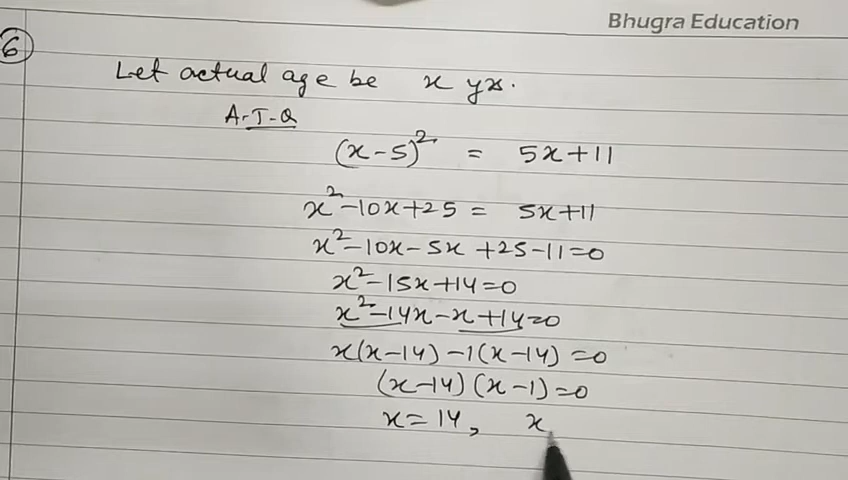 Bhugra Education
6
Let actual age be x yrs.
A-T-Q
(x-5)² = 5x+11
x²-10x+25 = 5x+11
x²-10x-5x+25-11=0
x²-15x+14=0
x²-14x-x+14=0
x(x-14)-1(x-14)=0
(x-14)(x-1)=0
x=14, x